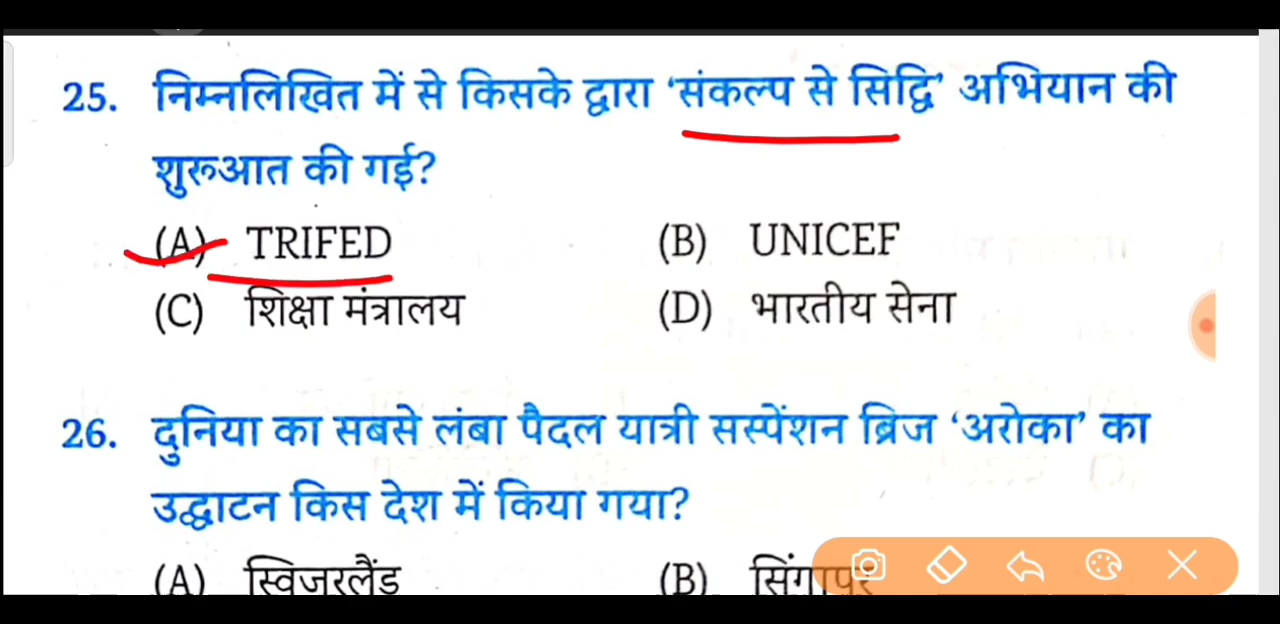 25. निम्नलिखित में से किसके द्वारा 'संकल्प से सिद्धि' अभियान की
शुरूआत की गई?
(A) TRIFED (B) UNICEF
(C) शिक्षा मंत्रालय (D) भारतीय सेना
26. दुनिया का सबसे लंबा पैदल यात्री सस्पेंशन ब्रिज 'अरोका' का
उद्घाटन किस देश में किया गया?
(A) स्विजरलैंड (B) सिंगापुर